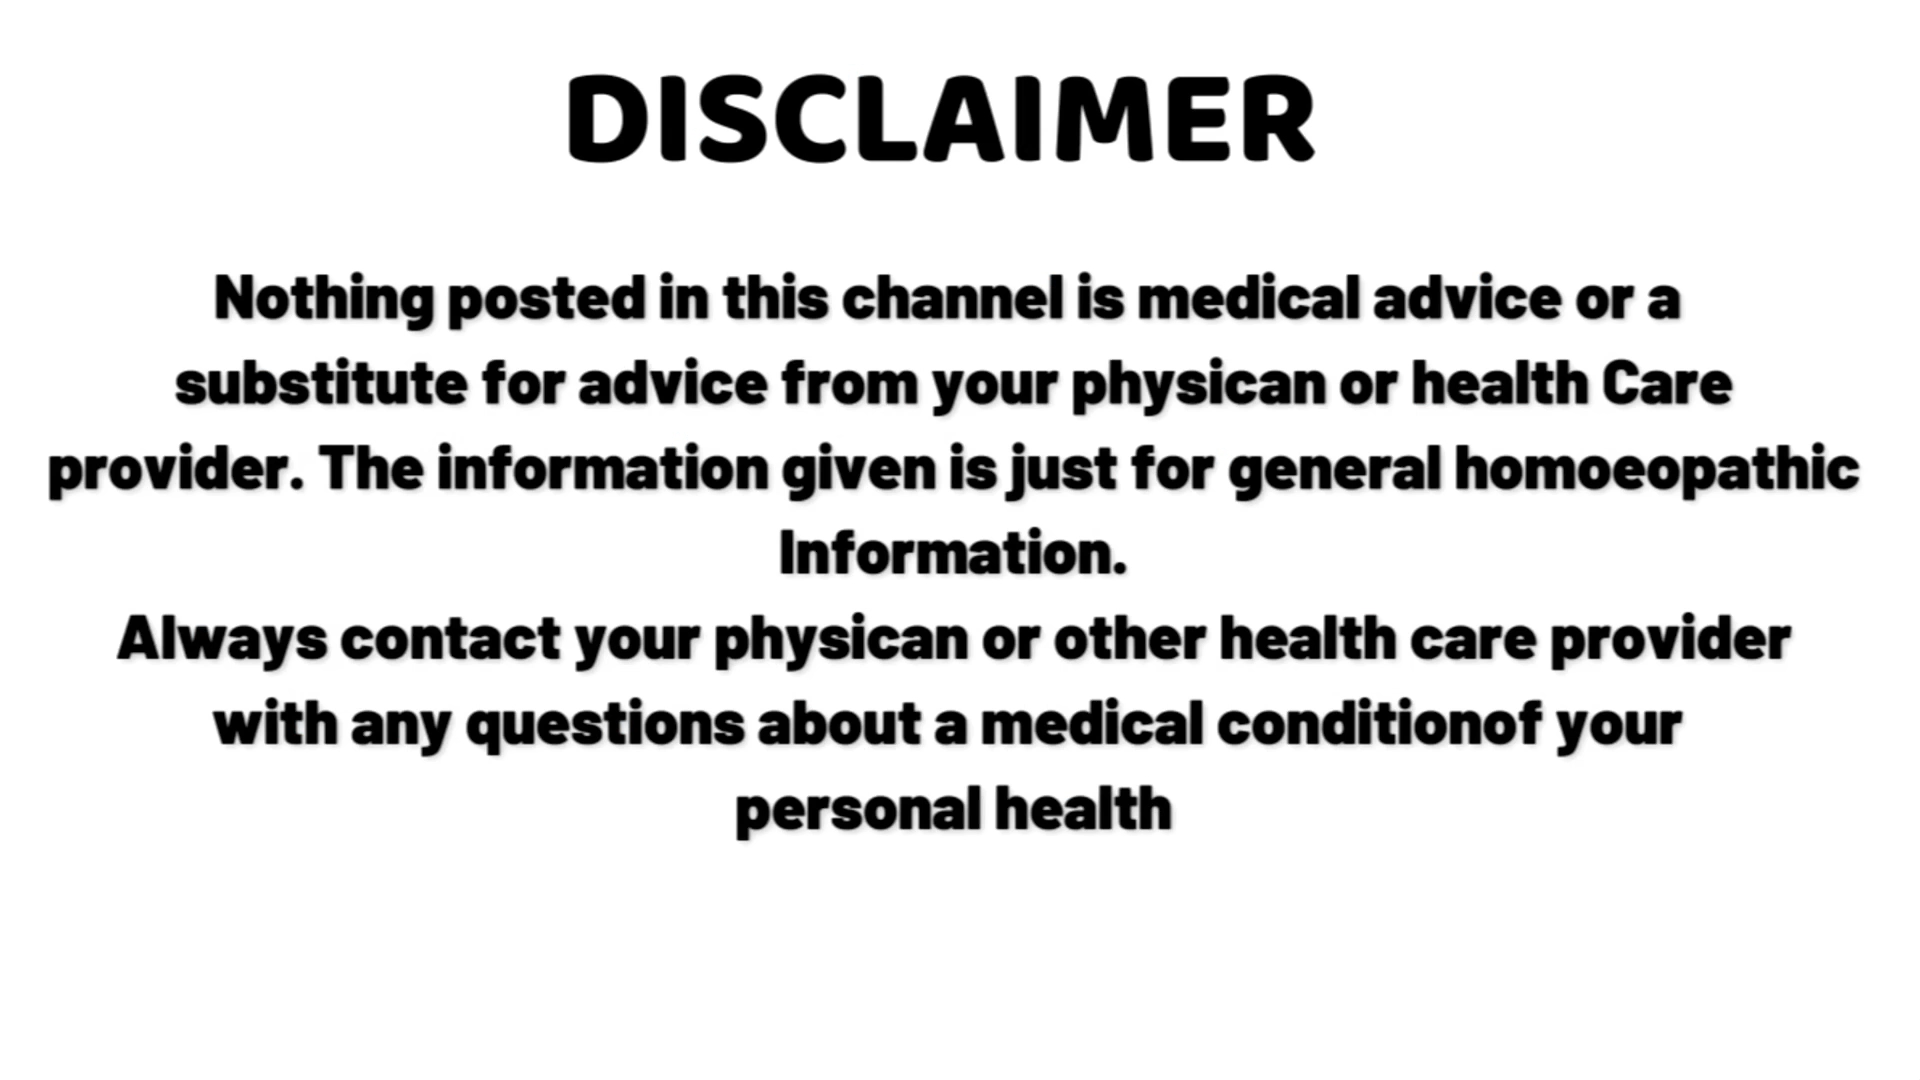 DISCLAIMER
Nothing posted in this channel is medical advice or a
substitute for advice from your physican or health Care
provider. The information given is just for general homoeopathic
Information.
Always contact your physican or other health care provider
with any questions about a medical conditionof your
personal health